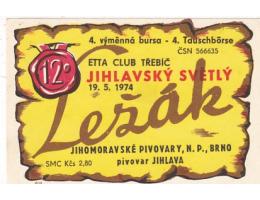 4. výměnná bursa - 4. Tauschbörse
ČSN 566635
ETTA CLUB TŘEBÍČ
12°
JIHLAVSKÝ SVĚTLÝ
19. 5. 1974
Ležák
JIHOMORAVSKÉ PIVOVARY, N. P., BRNO
SMC Kčs 2,80
pivovar JIHLAVA